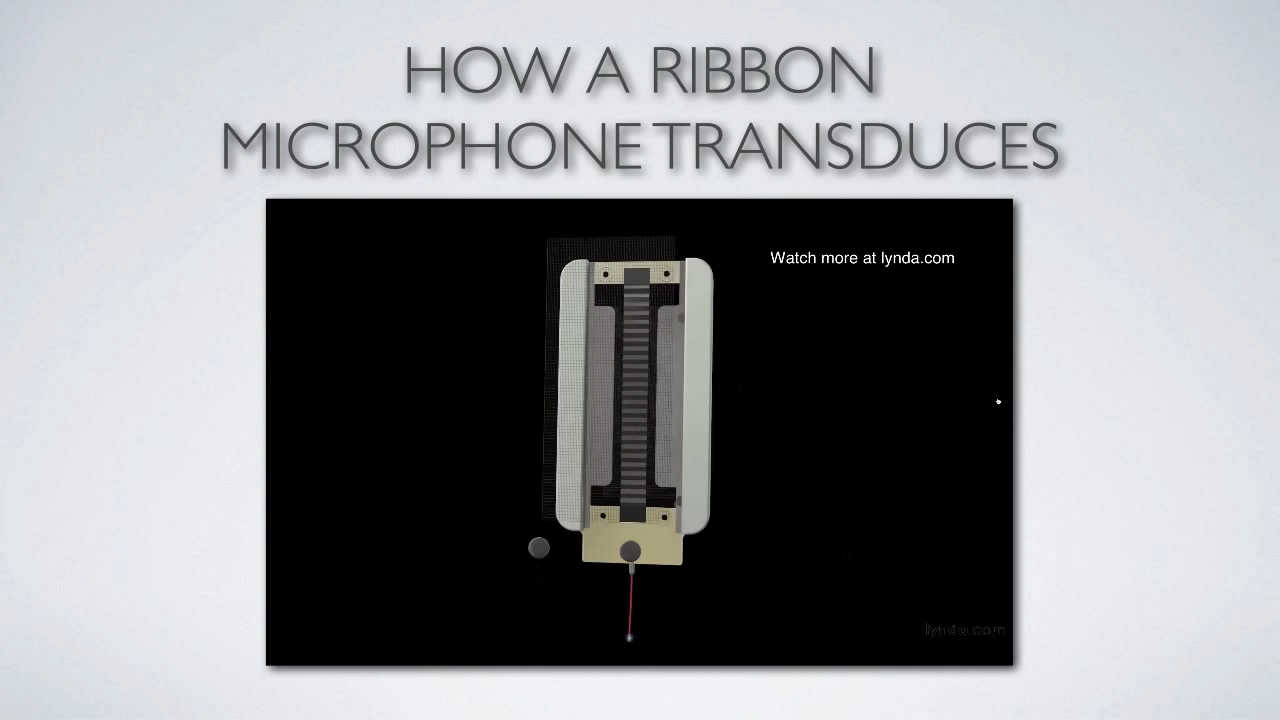 HOW A RIBBON
MICROPHONE TRANSDUCES
Watch more at lynda.com
lynda.com